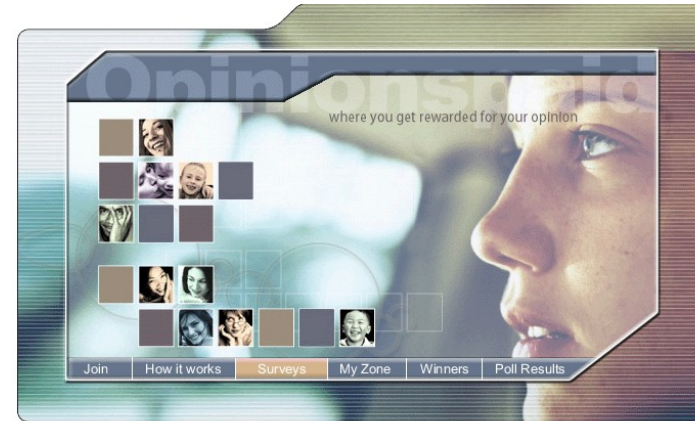 Opinionspaid
where you get rewarded for your opinion
Join How it works Surveys My Zone Winners Poll Results